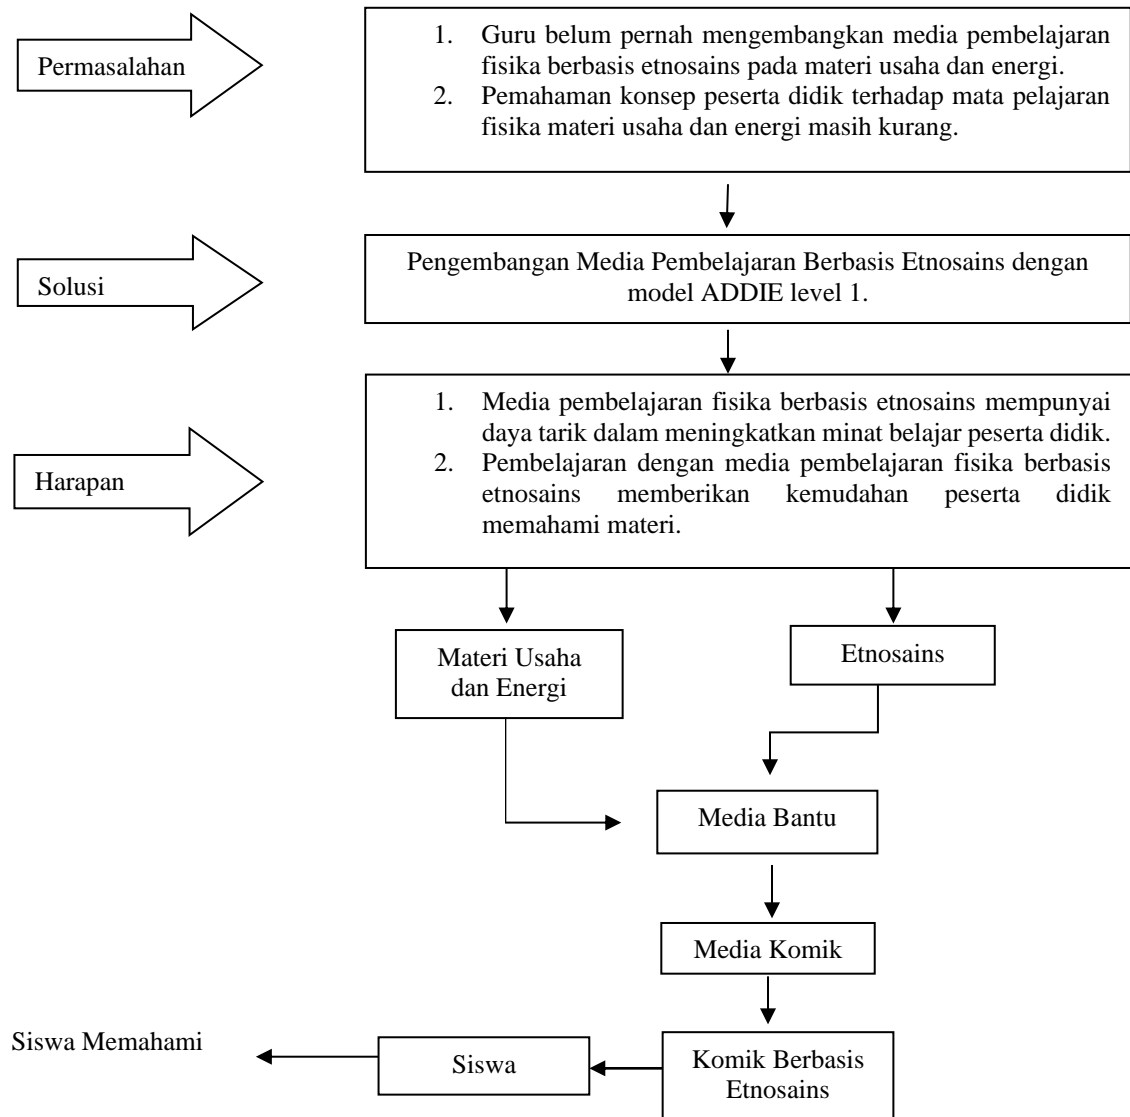 Permasalahan
1. Guru belum pernah mengembangkan media pembelajaran
fisika berbasis etnosains pada materi usaha dan energi.
2. Pemahaman konsep peserta didik terhadap mata pelajaran
fisika materi usaha dan energi masih kurang.
Solusi
Pengembangan Media Pembelajaran Berbasis Etnosains dengan
model ADDIE level 1.
Harapan
1. Media pembelajaran fisika berbasis etnosains mempunyai
daya tarik dalam meningkatkan minat belajar peserta didik.
2. Pembelajaran dengan media pembelajaran fisika berbasis
etnosains memberikan kemudahan peserta didik
memahami materi.
Materi Usaha
dan Energi
Etnosains
Media Bantu
Media Komik
Komik Berbasis
Etnosains
Siswa
Siswa Memahami